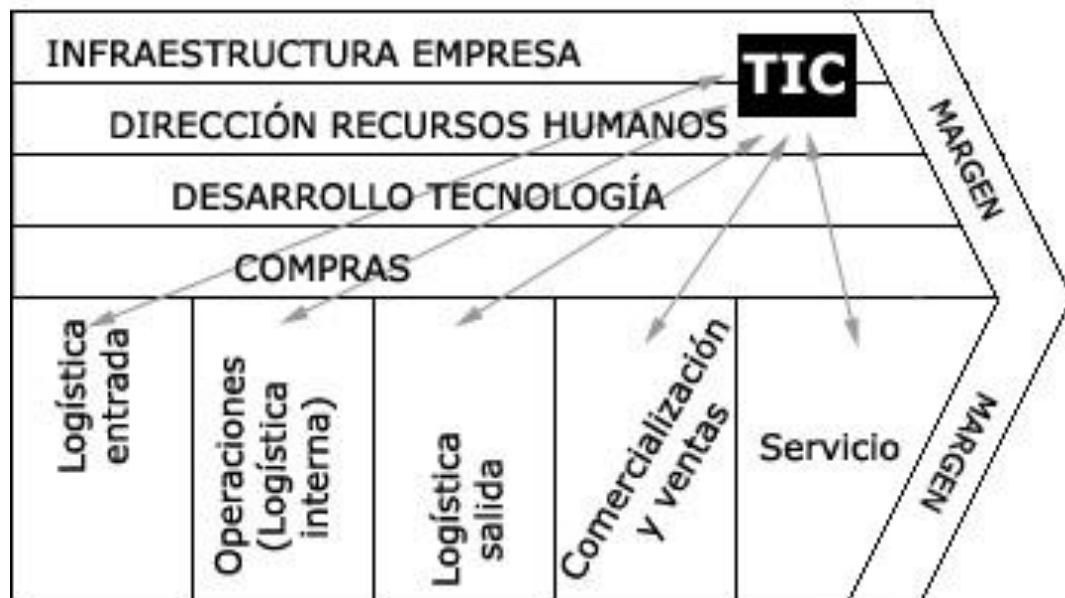 INFRAESTRUCTURA EMPRESA
TIC
DIRECCIÓN RECURSOS HUMANOS
DESARROLLO TECNOLOGÍA
COMPRAS
MARGEN
Logística
entrada
Operaciones
(Logística
interna)
Logística
salida
Comercialización
y ventas
Servicio
MARGEN